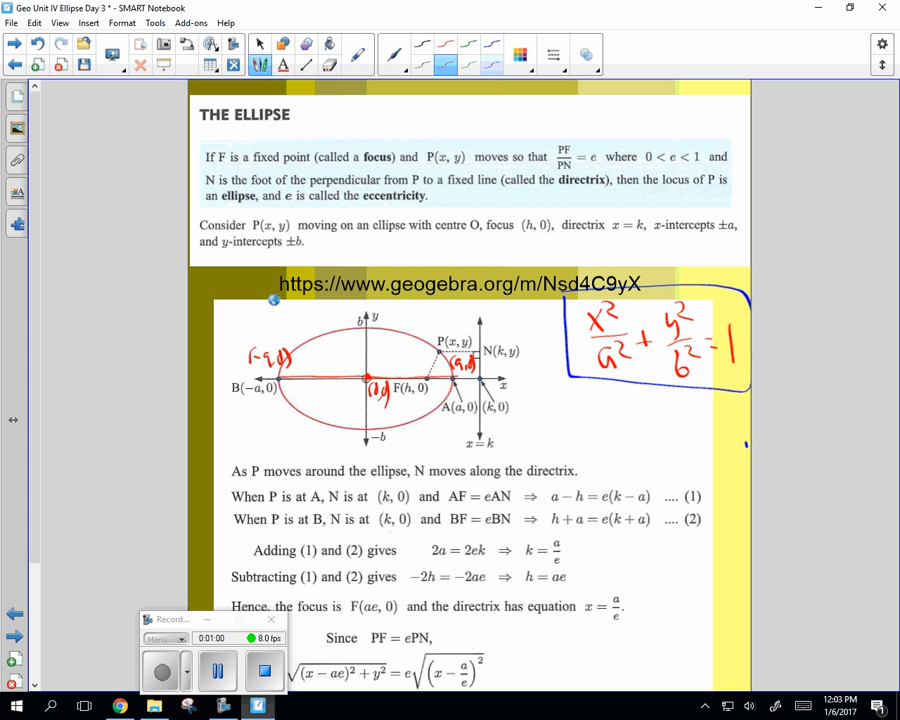 Geo Unit IV Ellipse Day 3 * - SMART Notebook
File Edit View Insert Format Tools Add-ons Help
THE ELLIPSE
If F is a fixed point (called a focus) and P(x, y) moves so that PF/PN = e where 0 < e < 1 and
N is the foot of the perpendicular from P to a fixed line (called the directrix), then the locus of P is
an ellipse, and e is called the eccentricity.
Consider P(x, y) moving on an ellipse with centre O, focus (h, 0), directrix x = k, x-intercepts ±a,
and y-intercepts ±b.
https://www.geogebra.org/m/Nsd4C9yX
x²/a² + y²/b² = 1
b y
P(x, y)
N(k, y)
(-a,0)
(a,0)
B(−a, 0)
(0,0)
F(h, 0)
x
A(a, 0) (k, 0)
−b
x = k
As P moves around the ellipse, N moves along the directrix.
When P is at A, N is at (k, 0) and AF = eAN ⇒ a − h = e(k − a) .... (1)
When P is at B, N is at (k, 0) and BF = eBN ⇒ h + a = e(k + a) .... (2)
Adding (1) and (2) gives 2a = 2ek ⇒ k = a/e
Subtracting (1) and (2) gives −2h = −2ae ⇒ h = ae
Hence, the focus is F(ae, 0) and the directrix has equation x = a/e.
Since PF = ePN,
√((x − ae)² + y²) = e√((x − a/e)²)
Record...
Menu
0:01:00
8.0 fps
12:03 PM
1/6/2017
1